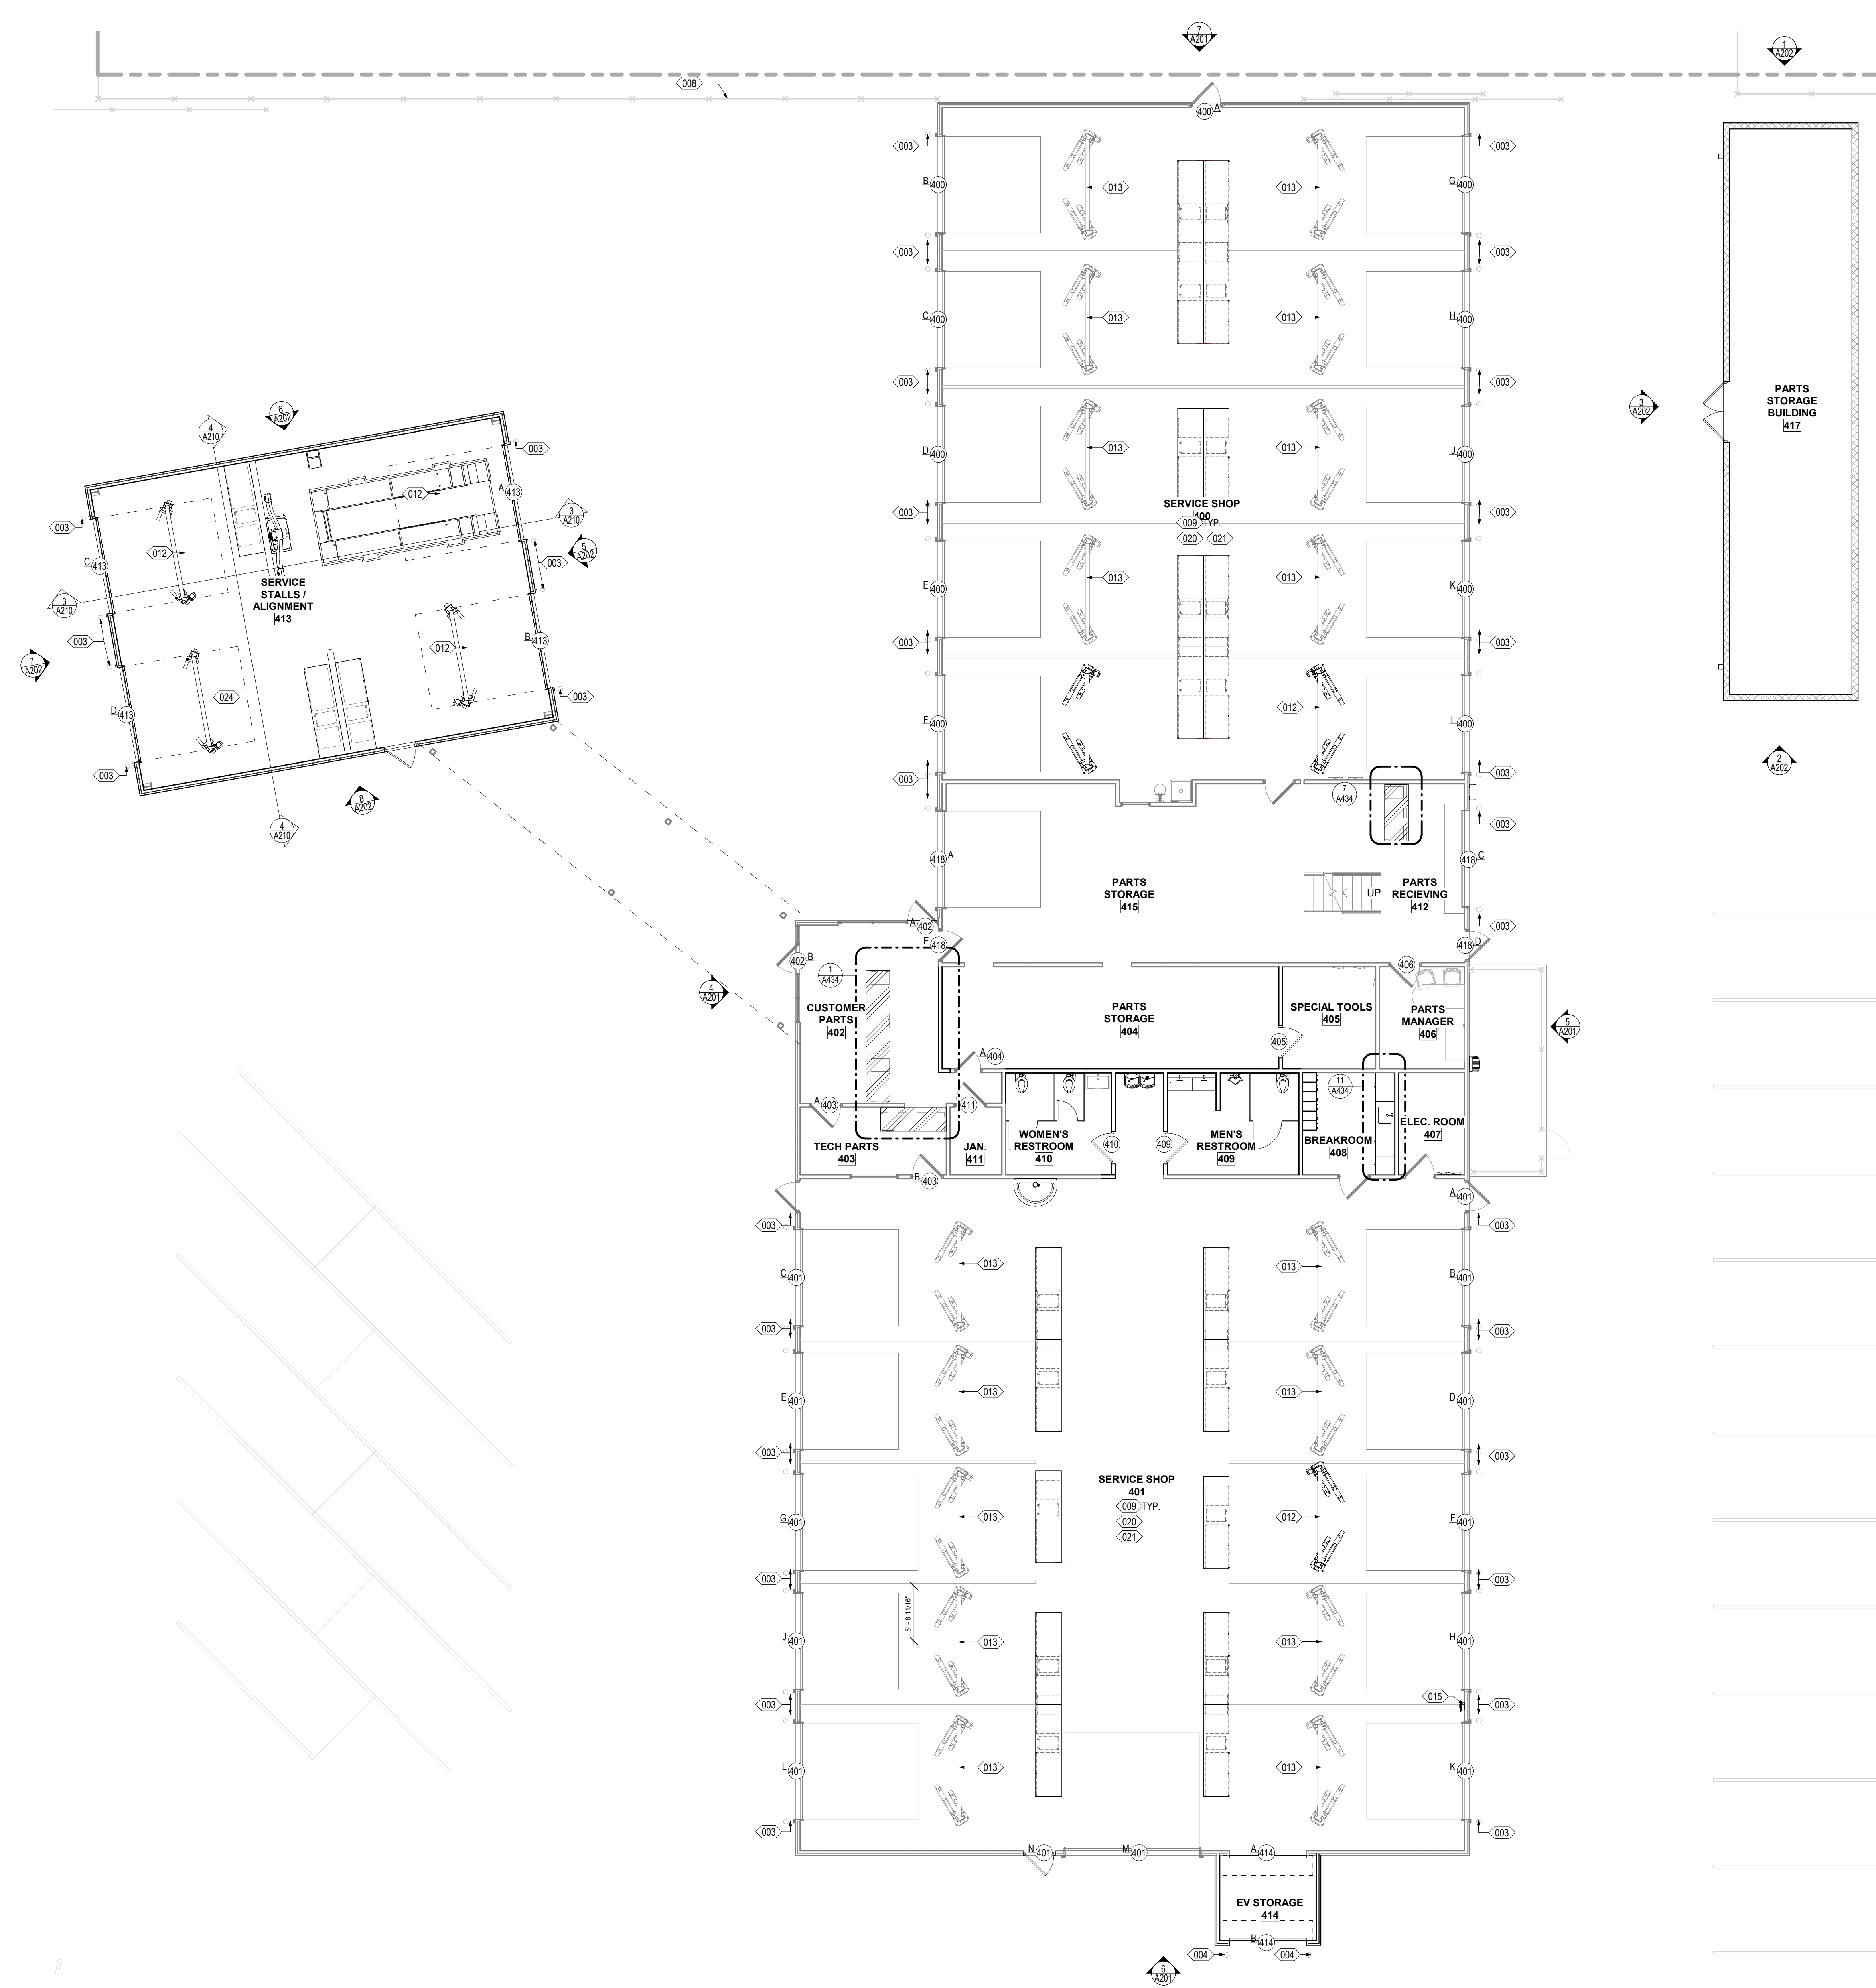 7
A201
1
A202
008
400 A
003
003
013
013
B 400
G 400
003
003
C 400
013
013
H 400
003
003
3
A202
PARTS
STORAGE
BUILDING
417
6
A202
4
A210
003
D 400
013
013
J 400
A 413
012
003
3
A210
003
003
SERVICE SHOP
400
009 TYP.
020
021
5
A202
003
012
C 413
003
E 400
013
013
K 400
SERVICE
STALLS /
ALIGNMENT
413
3
A210
003
B 413
012
003
003
7
A202
003
024
D 413
F 400
012
L 400
2
A202
003
8
A202
4
A210
003
003
7
A434
003
418 A
418 C
PARTS
STORAGE
415
UP
PARTS
RECIEVING
412
003
A 402
E 418
418 D
402 B
1
A434
406
4
A201
CUSTOMER
PARTS
402
PARTS
STORAGE
404
SPECIAL TOOLS
405
PARTS
MANAGER
406
5
A201
405
A 404
11
A434
A 403
411
TECH PARTS
403
JAN.
411
WOMEN'S
RESTROOM
410
410
409
MEN'S
RESTROOM
409
BREAKROOM
408
ELEC. ROOM
407
B 403
A 401
003
003
C 401
013
013
B 401
003
003
E 401
013
013
D 401
003
003
SERVICE SHOP
401
009 TYP.
020
021
G 401
013
012
F 401
003
003
5' - 8 11/16"
J 401
013
013
H 401
015
003
003
L 401
013
013
K 401
003
003
N 401
M 401
A 414
EV STORAGE
414
B 414
004
004
6
A201